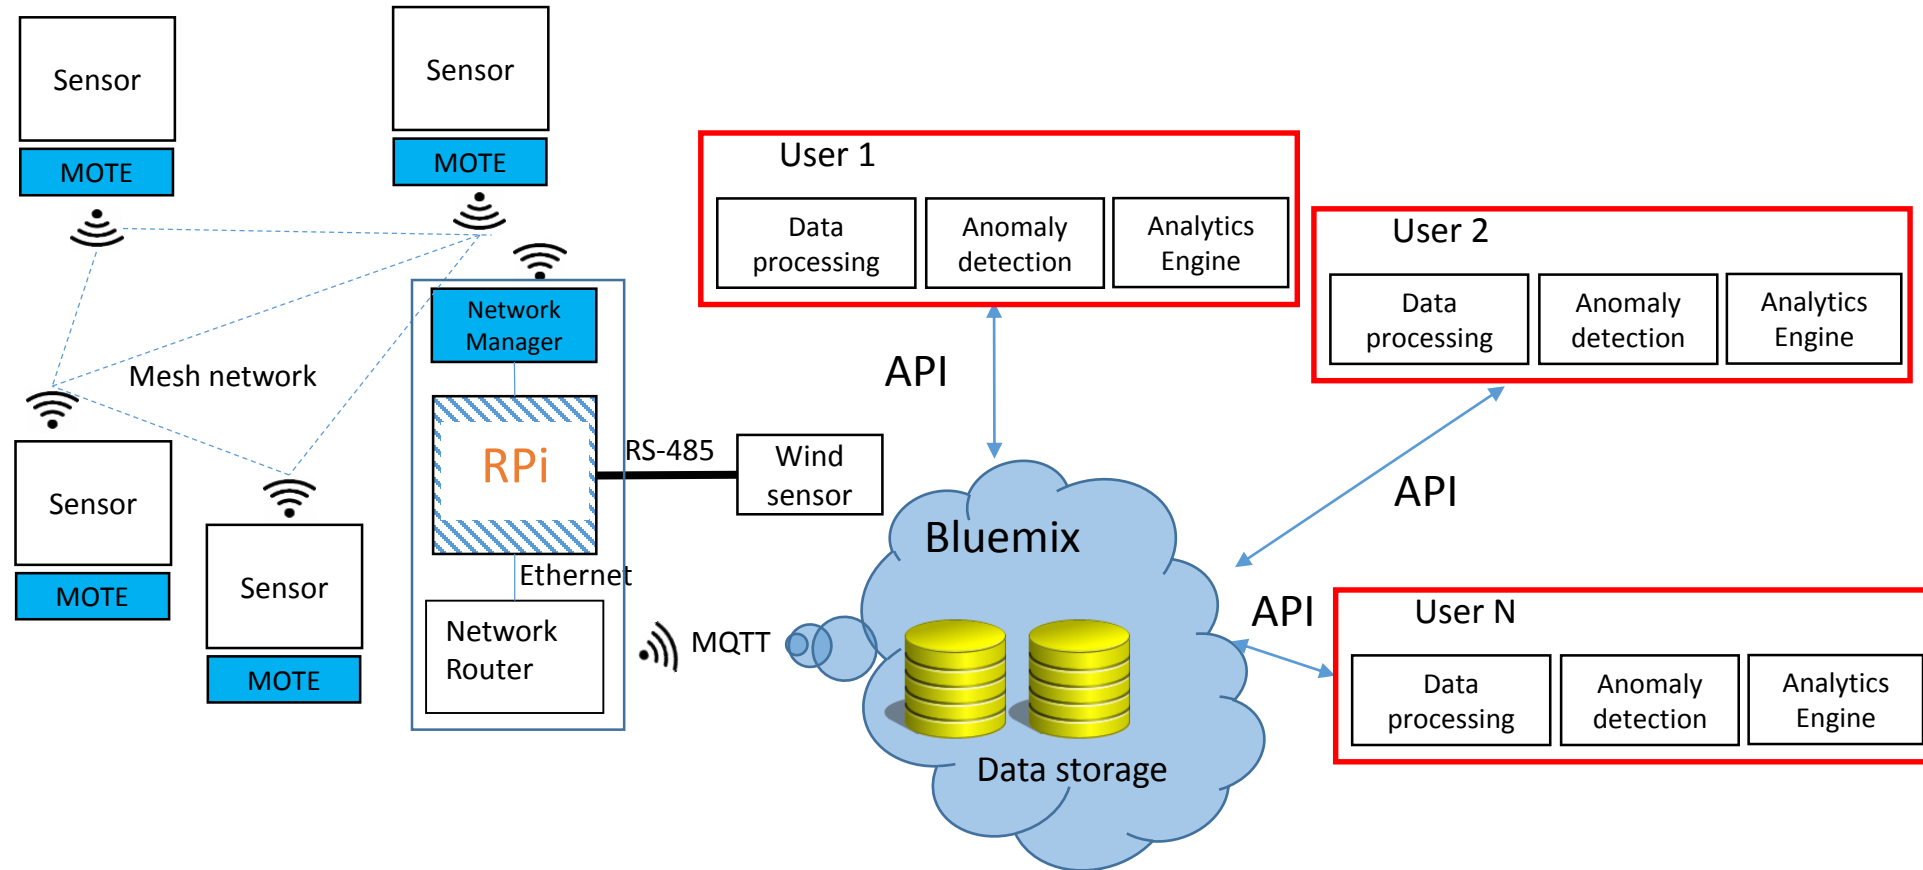 Sensor
MOTE
Sensor
MOTE
Mesh network
Sensor
MOTE
Sensor
MOTE
Network
Manager
RPi
RS-485
Wind
sensor
Ethernet
Network
Router
MQTT
Bluemix
Data storage
API
User 1
Data
processing
Anomaly
detection
Analytics
Engine
API
User 2
Data
processing
Anomaly
detection
Analytics
Engine
API
User N
Data
processing
Anomaly
detection
Analytics
Engine